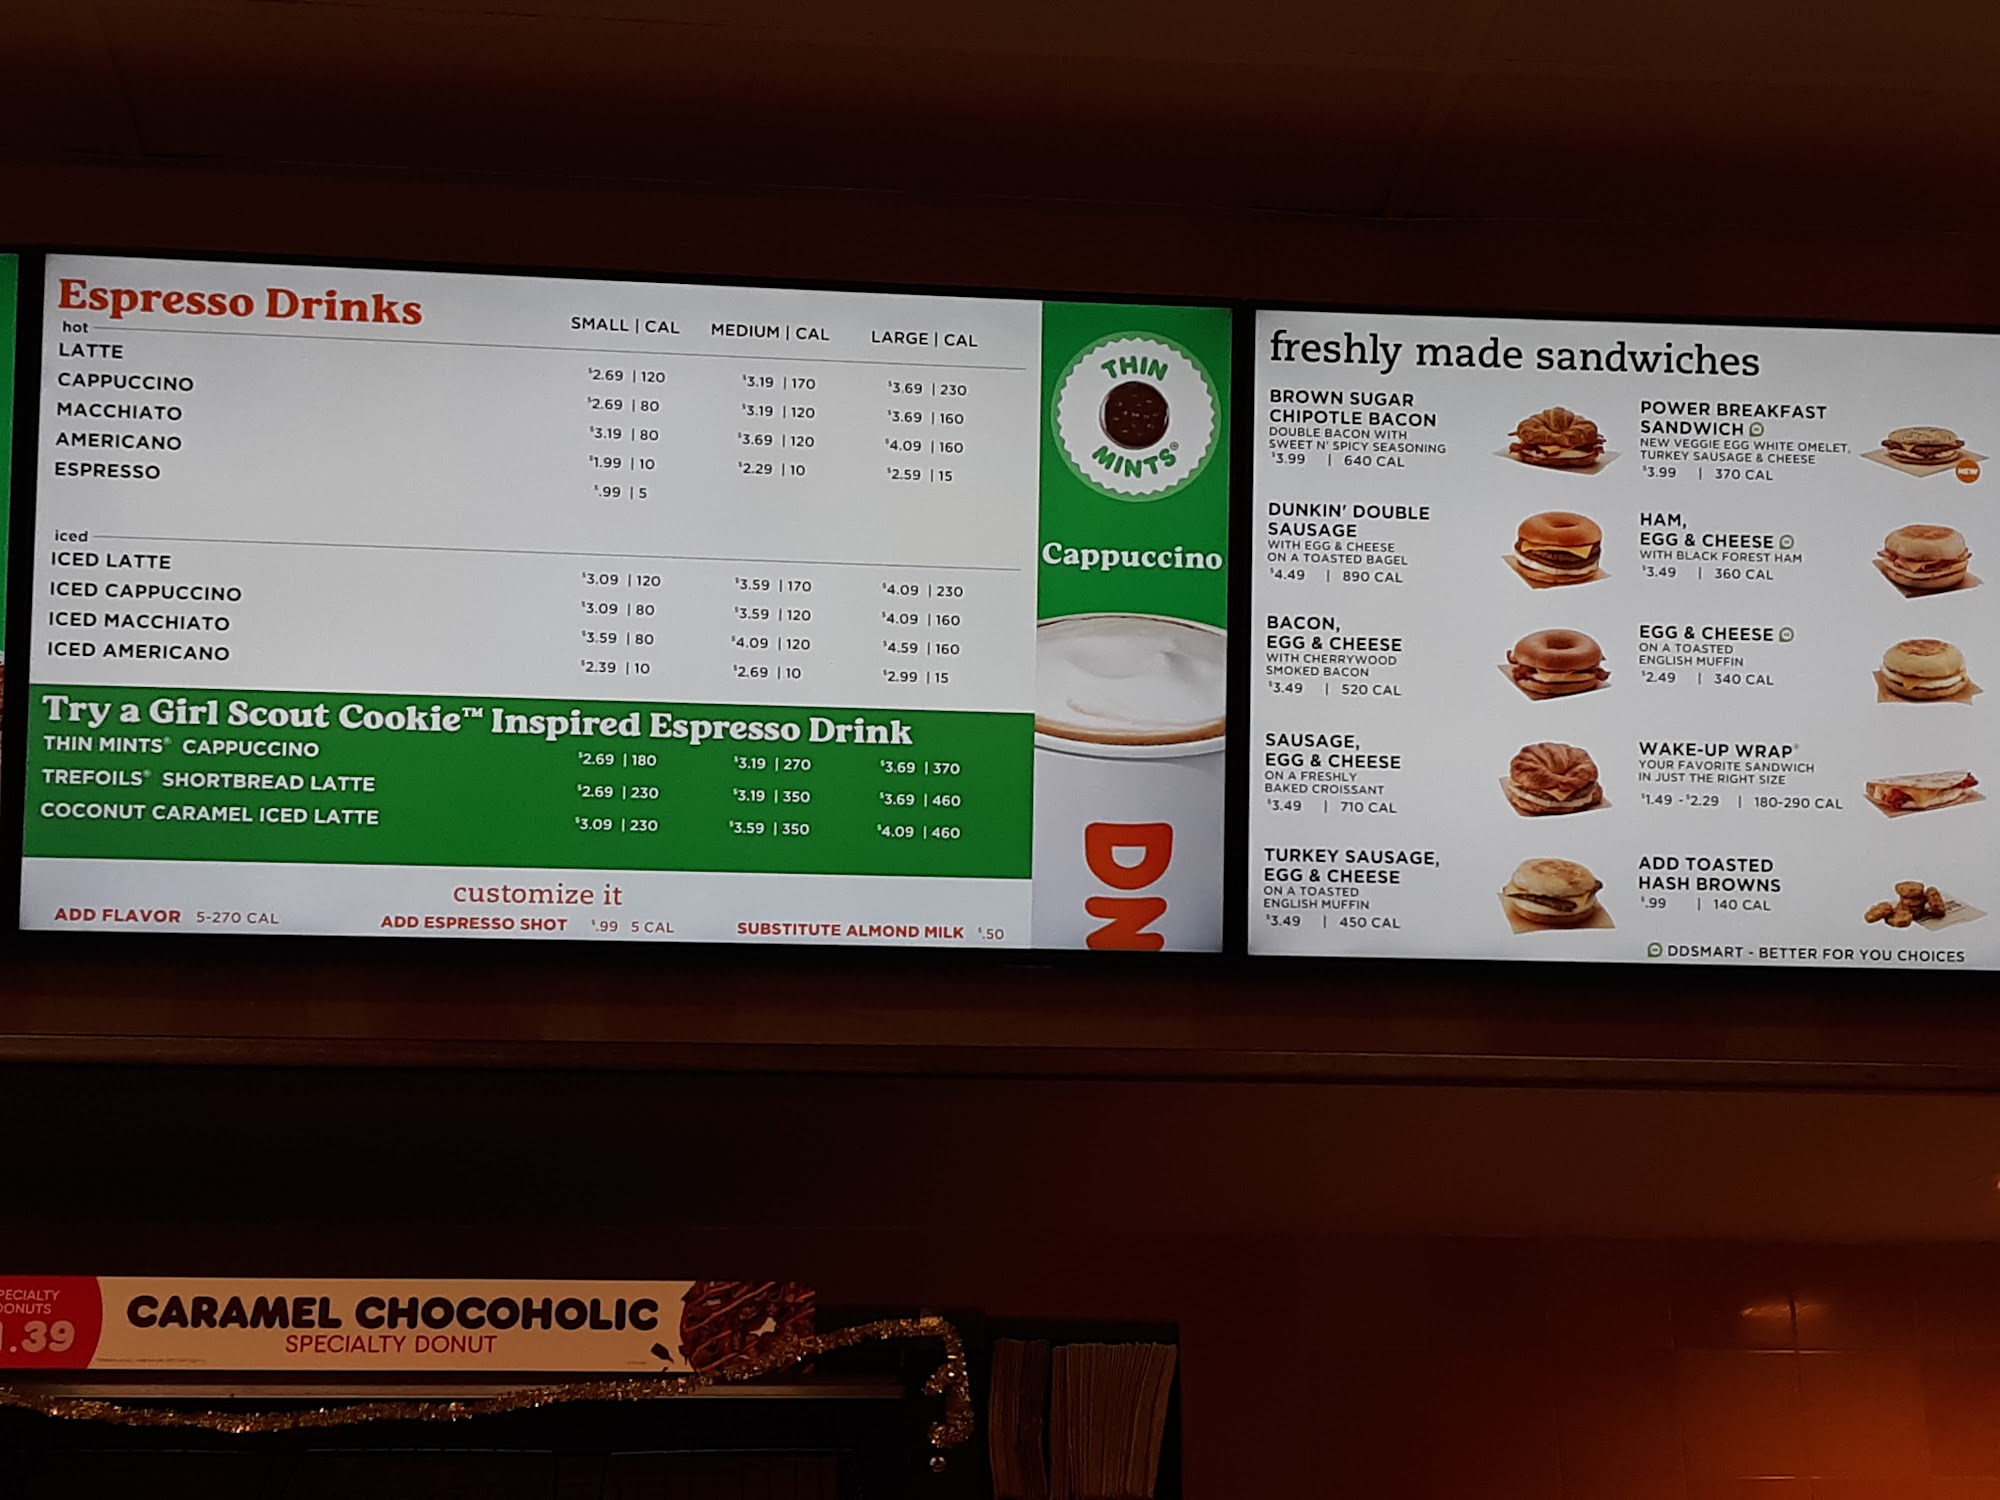 Espresso Drinks
SMALL | CAL MEDIUM | CAL LARGE | CAL
hot
LATTE $2.69 | 120 $3.19 | 170 $3.69 | 230
CAPPUCCINO $2.69 | 80 $3.19 | 120 $3.69 | 160
MACCHIATO $3.19 | 80 $3.69 | 120 $4.09 | 160
AMERICANO $1.99 | 10 $2.29 | 10 $2.59 | 15
ESPRESSO $.99 | 5
iced
ICED LATTE $3.09 | 120 $3.59 | 170 $4.09 | 230
ICED CAPPUCCINO $3.09 | 80 $3.59 | 120 $4.09 | 160
ICED MACCHIATO $3.59 | 80 $4.09 | 120 $4.59 | 160
ICED AMERICANO $2.39 | 10 $2.69 | 10 $2.99 | 15
Try a Girl Scout Cookie™ Inspired Espresso Drink
THIN MINTS® CAPPUCCINO $2.69 | 180 $3.19 | 270 $3.69 | 370
TREFOILS® SHORTBREAD LATTE $2.69 | 230 $3.19 | 350 $3.69 | 460
COCONUT CARAMEL ICED LATTE $3.09 | 230 $3.59 | 350 $4.09 | 460
customize it
ADD FLAVOR 5-270 CAL ADD ESPRESSO SHOT $.99 5 CAL SUBSTITUTE ALMOND MILK $.50
THIN
MINTS®
Cappuccino
DN
freshly made sandwiches
BROWN SUGAR
CHIPOTLE BACON
DOUBLE BACON WITH
SWEET N' SPICY SEASONING
$3.99 | 640 CAL
DUNKIN' DOUBLE
SAUSAGE
WITH EGG & CHEESE
ON A TOASTED BAGEL
$4.49 | 890 CAL
BACON,
EGG & CHEESE
WITH CHERRYWOOD
SMOKED BACON
$3.49 | 520 CAL
SAUSAGE,
EGG & CHEESE
ON A FRESHLY
BAKED CROISSANT
$3.49 | 710 CAL
TURKEY SAUSAGE,
EGG & CHEESE
ON A TOASTED
ENGLISH MUFFIN
$3.49 | 450 CAL
POWER BREAKFAST
SANDWICH
NEW VEGGIE EGG WHITE OMELET,
TURKEY SAUSAGE & CHEESE
$3.99 | 370 CAL
NEW
HAM,
EGG & CHEESE
WITH BLACK FOREST HAM
$3.49 | 360 CAL
EGG & CHEESE
ON A TOASTED
ENGLISH MUFFIN
$2.49 | 340 CAL
WAKE-UP WRAP®
YOUR FAVORITE SANDWICH
IN JUST THE RIGHT SIZE
$1.49 - $2.29 | 180-290 CAL
ADD TOASTED
HASH BROWNS
$.99 | 140 CAL
DDSMART - BETTER FOR YOU CHOICES
PECIALTY
DONUTS
1.39
CARAMEL CHOCOHOLIC
SPECIALTY DONUT